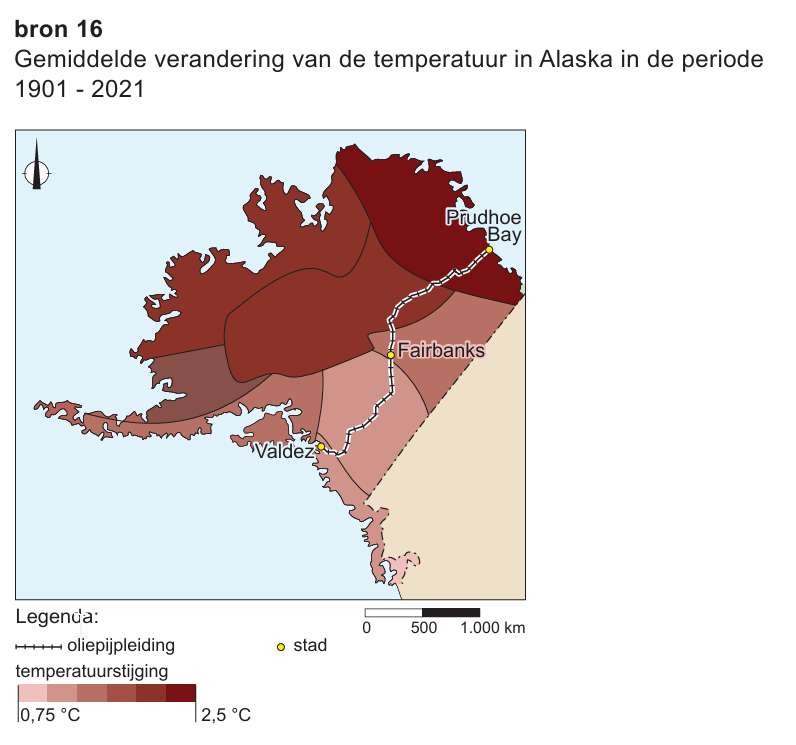 bron 16
Gemiddelde verandering van de temperatuur in Alaska in de periode
1901 - 2021
Prudhoe
Bay
Fairbanks
Valdez
Legenda:
0 500 1.000 km
oliepijpleiding
stad
temperatuurstijging
0,75 °C
2,5 °C